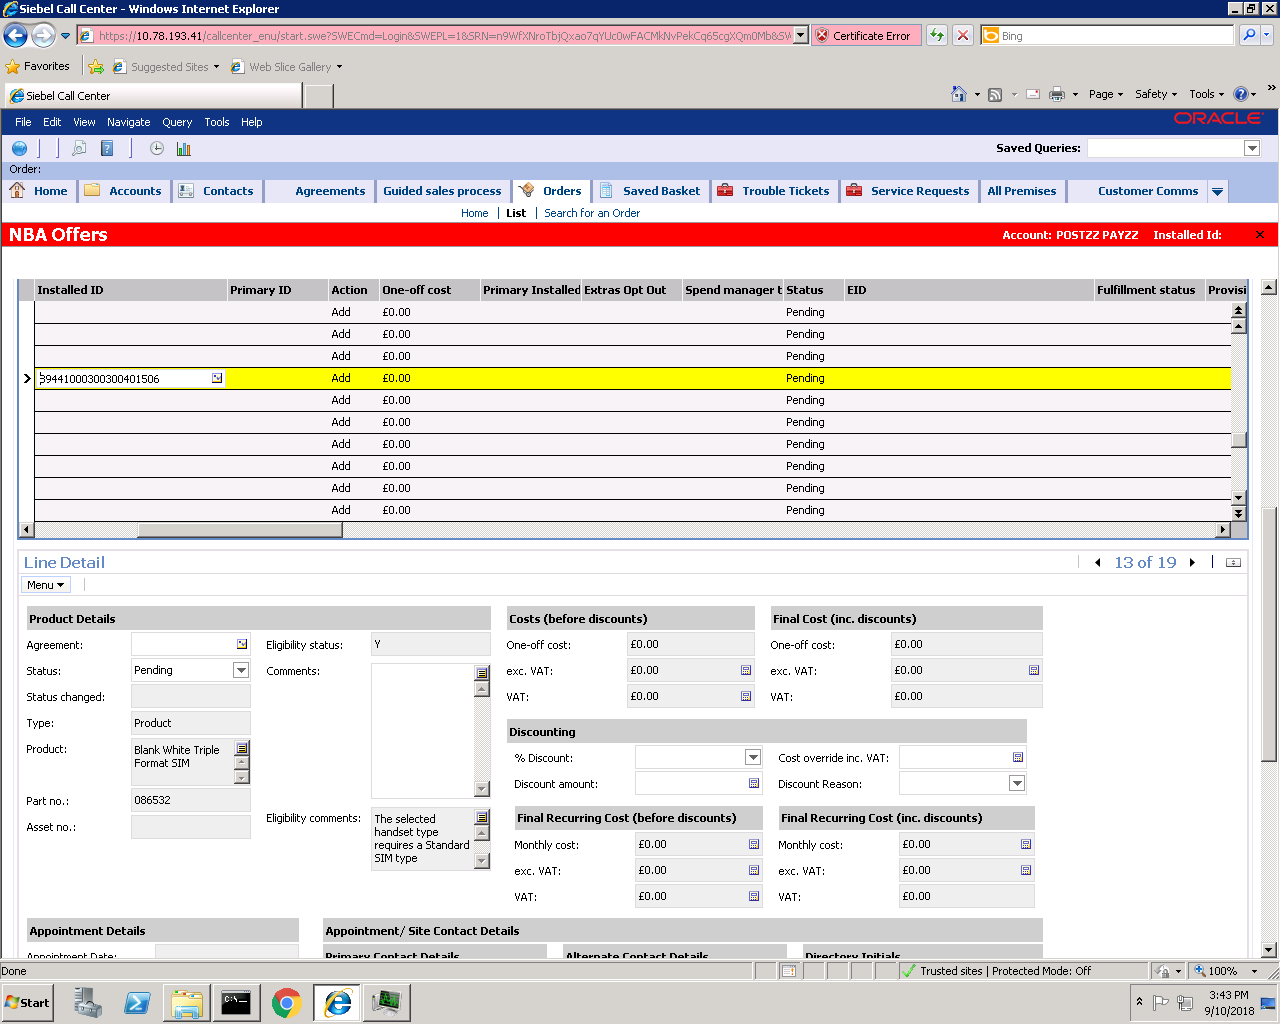 Siebel Call Center - Windows Internet Explorer
https://10.78.193.41/callcenter_enu/start.swe?SWECmd=Login&SWEPL=1&SRN=n9WfXNroTbjQxao7qYUc0wFACMkNvPekCq65cgXQm0Mb&SW
Certificate Error
Bing
Favorites Suggested Sites Web Slice Gallery
Siebel Call Center
Page Safety Tools
File Edit View Navigate Query Tools Help
ORACLE
Saved Queries:
Order:
Home Accounts Contacts Agreements Guided sales process Orders Saved Basket Trouble Tickets Service Requests All Premises Customer Comms
Home List Search for an Order
NBA Offers Account: POSTZZ PAYZZ Installed Id:
Installed ID Primary ID Action One-off cost Primary Installed Extras Opt Out Spend manager t Status EID Fulfillment status Provisi
Add £0.00 Pending
Add £0.00 Pending
Add £0.00 Pending
39441000300300401506 Add £0.00 Pending
Add £0.00 Pending
Add £0.00 Pending
Add £0.00 Pending
Add £0.00 Pending
Add £0.00 Pending
Add £0.00 Pending
Line Detail 13 of 19
Menu
Product Details
Agreement:
Status: Pending
Status changed:
Type: Product
Product: Blank White Triple
Format SIM
Part no.: 086532
Asset no.:
Eligibility status: Y
Comments:
Eligibility comments: The selected
handset type
requires a Standard
SIM type
Costs (before discounts)
One-off cost: £0.00
exc. VAT: £0.00
VAT: £0.00
Final Cost (inc. discounts)
One-off cost: £0.00
exc. VAT: £0.00
VAT: £0.00
Discounting
% Discount:
Cost override inc. VAT:
Discount amount:
Discount Reason:
Final Recurring Cost (before discounts)
Monthly cost: £0.00
exc. VAT: £0.00
VAT: £0.00
Final Recurring Cost (inc. discounts)
Monthly cost: £0.00
exc. VAT: £0.00
VAT: £0.00
Appointment Details
Appointment Date:
Appointment/ Site Contact Details
Primary Contact Details Alternate Contact Details Directory Initials
Done Trusted sites | Protected Mode: Off 100%
Start 3:43 PM
9/10/2018